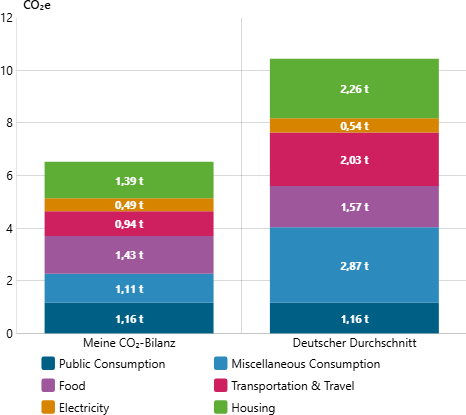 CO₂e
12
10
8
6
4
2
0
1,39 t
0,49 t
0,94 t
1,43 t
1,11 t
1,16 t
2,26 t
0,54 t
2,03 t
1,57 t
2,87 t
1,16 t
Meine CO₂-Bilanz
Deutscher Durchschnitt
Public Consumption
Miscellaneous Consumption
Food
Transportation & Travel
Electricity
Housing